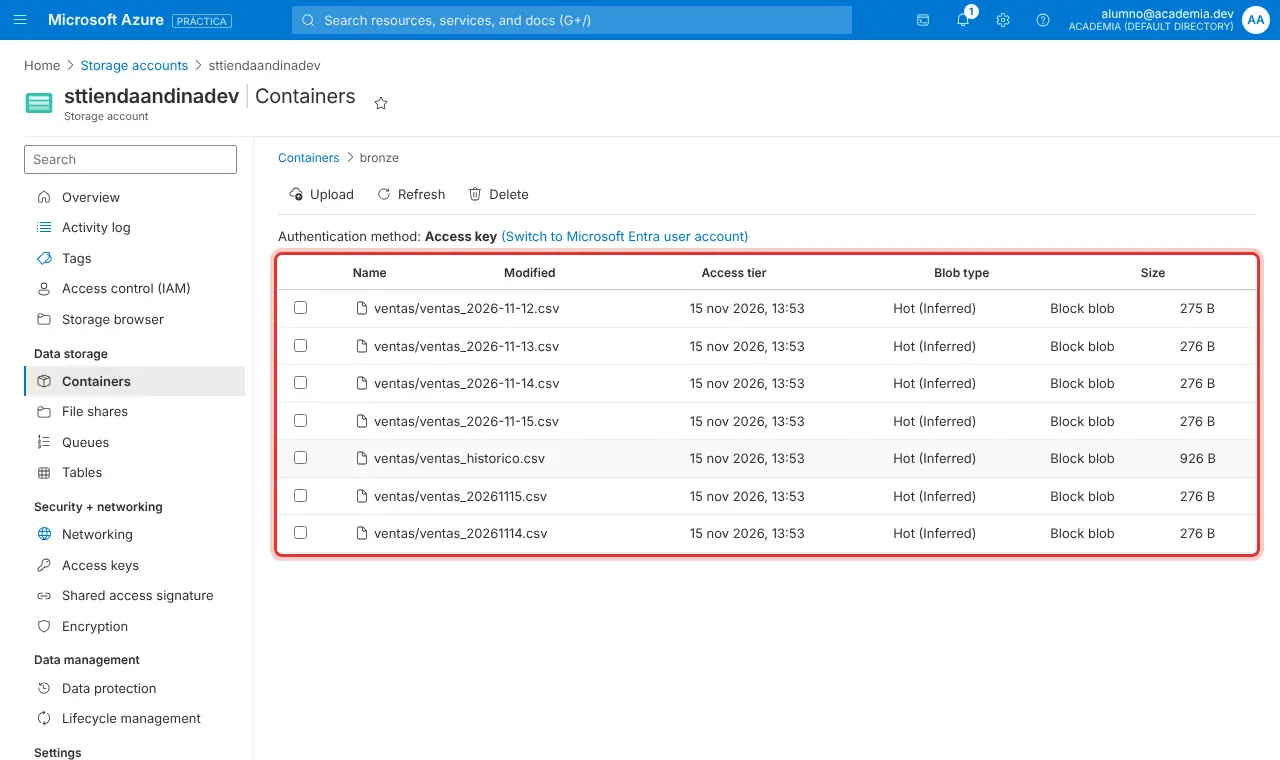 Microsoft Azure PRÁCTICA
Search resources, services, and docs (G+/)
1
alumno@academia.dev
ACADEMIA (DEFAULT DIRECTORY)
AA
Home > Storage accounts > sttiendaandinadev
sttiendaandinadev | Containers
Storage account
Search
Overview
Activity log
Tags
Access control (IAM)
Storage browser
Data storage
Containers
File shares
Queues
Tables
Security + networking
Networking
Access keys
Shared access signature
Encryption
Data management
Data protection
Lifecycle management
Settings
Containers > bronze
Upload Refresh Delete
Authentication method: Access key (Switch to Microsoft Entra user account)
Name Modified Access tier Blob type Size
ventas/ventas_2026-11-12.csv 15 nov 2026, 13:53 Hot (Inferred) Block blob 275 B
ventas/ventas_2026-11-13.csv 15 nov 2026, 13:53 Hot (Inferred) Block blob 276 B
ventas/ventas_2026-11-14.csv 15 nov 2026, 13:53 Hot (Inferred) Block blob 276 B
ventas/ventas_2026-11-15.csv 15 nov 2026, 13:53 Hot (Inferred) Block blob 276 B
ventas/ventas_historico.csv 15 nov 2026, 13:53 Hot (Inferred) Block blob 926 B
ventas/ventas_20261115.csv 15 nov 2026, 13:53 Hot (Inferred) Block blob 276 B
ventas/ventas_20261114.csv 15 nov 2026, 13:53 Hot (Inferred) Block blob 276 B